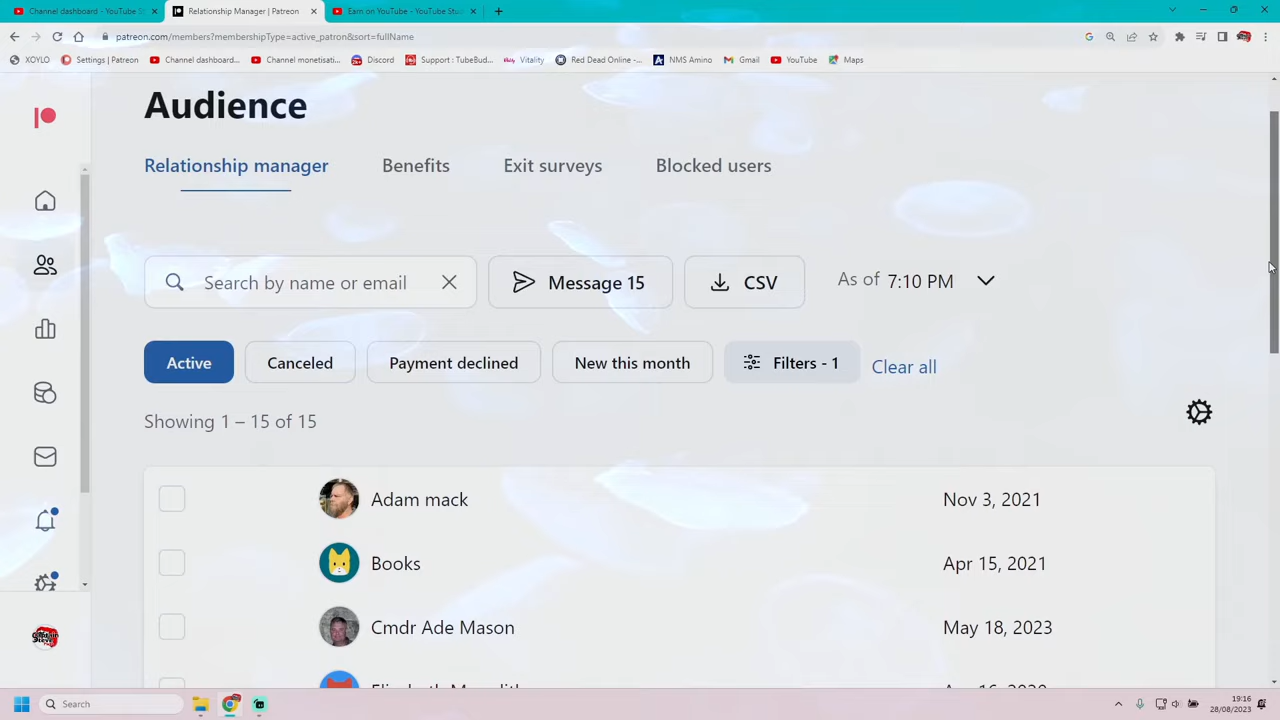 Channel dashboard - YouTube St
Relationship Manager | Patreon
Earn on YouTube - YouTube Stud
patreon.com/members?membershipType=active_patron&sort=fullName
XOYLO
Settings | Patreon
Channel dashboard...
Channel monetisati...
Discord
Support : TubeBud...
Vitality
Red Dead Online -...
NMS Amino
Gmail
YouTube
Maps
Audience
Relationship manager
Benefits
Exit surveys
Blocked users
Search by name or email
Message 15
CSV
As of 7:10 PM
Active
Canceled
Payment declined
New this month
Filters - 1
Clear all
Showing 1 – 15 of 15
Adam mack
Nov 3, 2021
Books
Apr 15, 2021
Cmdr Ade Mason
May 18, 2023
Search
19:16
28/08/2023